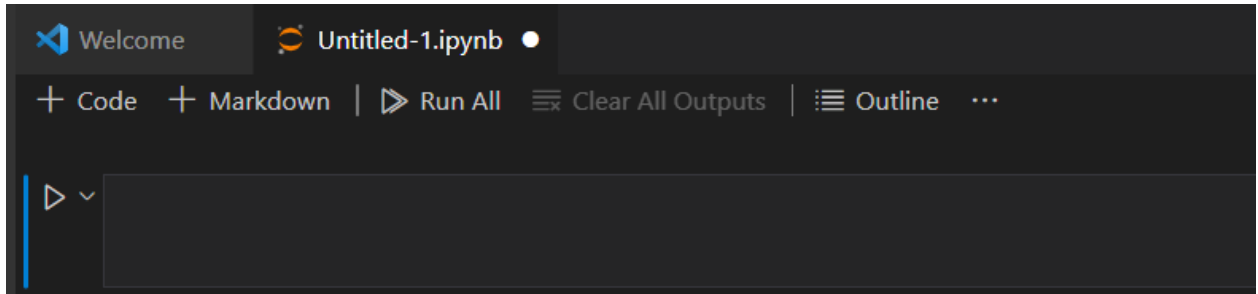 Welcome Untitled-1.ipynb
Code Markdown Run All Clear All Outputs Outline ...